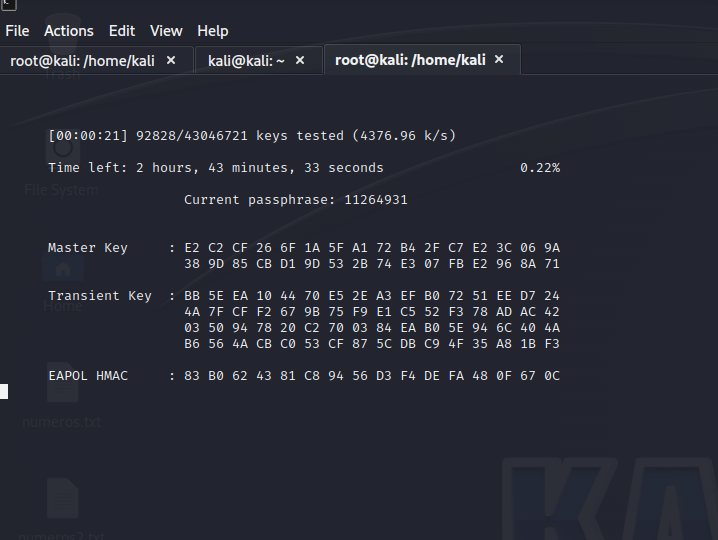 File Actions Edit View Help
root@kali: /home/kali × kali@kali: ~ × root@kali: /home/kali ×
Trash
[00:00:21] 92828/43046721 keys tested (4376.96 k/s)
Time left: 2 hours, 43 minutes, 33 seconds 0.22%
File System
Current passphrase: 11264931
Master Key : E2 C2 CF 26 6F 1A 5F A1 72 B4 2F C7 E2 3C 06 9A
38 9D 85 CB D1 9D 53 2B 74 E3 07 FB E2 96 8A 71
Transient Key : BB 5E EA 10 44 70 E5 2E A3 EF B0 72 51 EE D7 24
Home
4A 7F CF F2 67 9B 75 F9 E1 C5 52 F3 78 AD AC 42
03 50 94 78 20 C2 70 03 84 EA B0 5E 94 6C 40 4A
B6 56 4A CB C0 53 CF 87 5C DB C9 4F 35 A8 1B F3
EAPOL HMAC : 83 B0 62 43 81 C8 94 56 D3 F4 DE FA 48 0F 67 0C
numeros.txt
KA
numeros2.txt